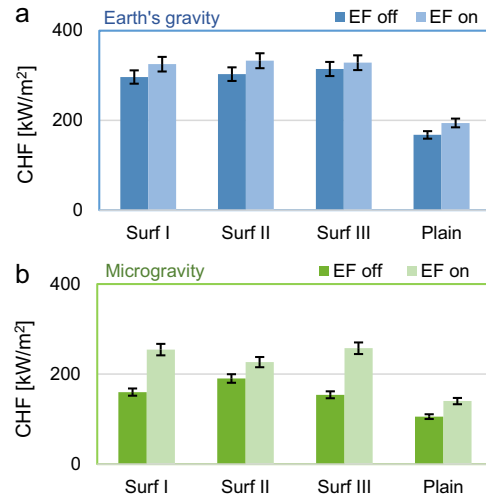 a
Earth's gravity
EF off
EF on
CHF [kW/m²]
400
200
0
Surf I
Surf II
Surf III
Plain
b
Microgravity
EF off
EF on
CHF [kW/m²]
400
200
0
Surf I
Surf II
Surf III
Plain